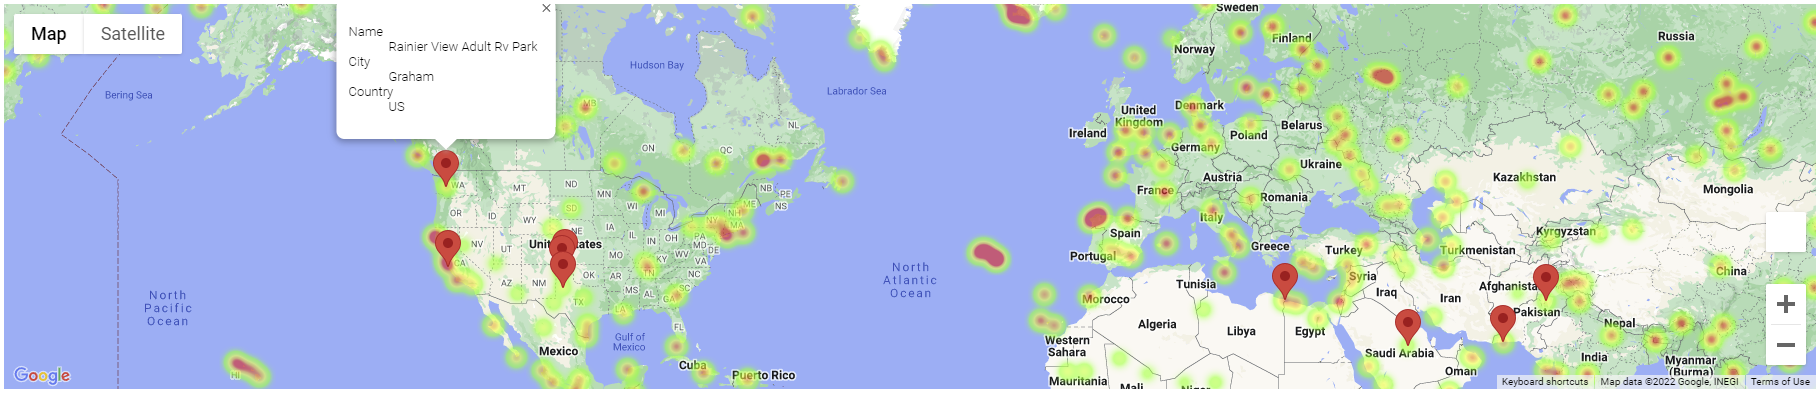 Map
Satellite
×
Name
Rainier View Adult Rv Park
City
Graham
Country
US
Bering Sea
Hudson Bay
Labrador Sea
MB
ON
QC
NL
NB
PE
NS
WA
MT
ND
MN
OR
ID
WY
SD
WI
MI
NY
NH
ME
MA
NV
UT
NE
United States
IL
IN
OH
PA
MD
DE
CA
AZ
NM
OK
MO
AR
KY
WV
VA
TN
NC
MS
AL
SC
GA
TX
LA
FL
Gulf of
Mexico
Mexico
Cuba
Puerto Rico
HI
North
Pacific
Ocean
North
Atlantic
Ocean
Sweden
Norway
Finland
Russia
Denmark
United
Kingdom
Ireland
Belarus
Poland
Germany
Ukraine
Austria
France
Romania
Kazakhstan
Mongolia
Italy
Spain
Portugal
Greece
Turkey
Kyrgyzstan
Turkmenistan
Syria
Tunisia
Morocco
Iraq
Iran
Afghanista
Pakistan
China
Algeria
Libya
Egypt
Western
Sahara
Saudi Arabia
Nepal
Oman
India
Myanmar
(Burma)
Mauritania
Mali
Niger
+
−
Google
Keyboard shortcuts
Map data ©2022 Google, INEGI
Terms of Use